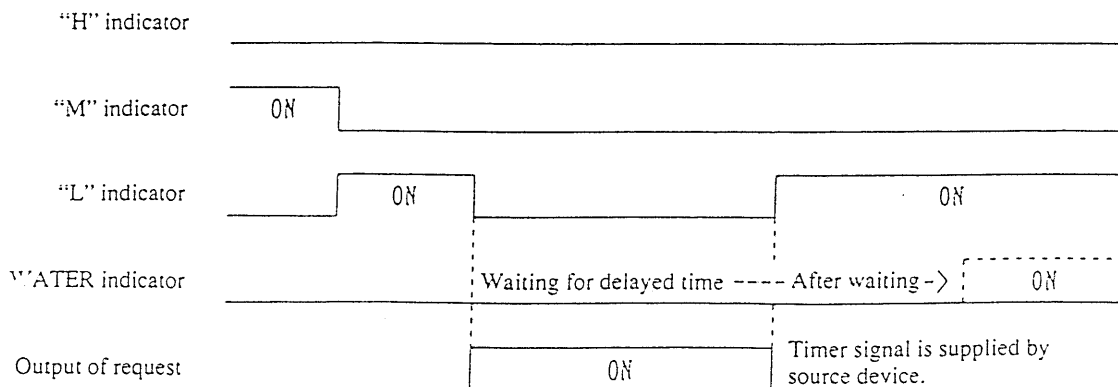 “H” indicator
“M” indicator
ON
“L” indicator
ON
ON
WATER indicator
Waiting for delayed time ---- After waiting ->
ON
Output of request
ON
Timer signal is supplied by
source device.